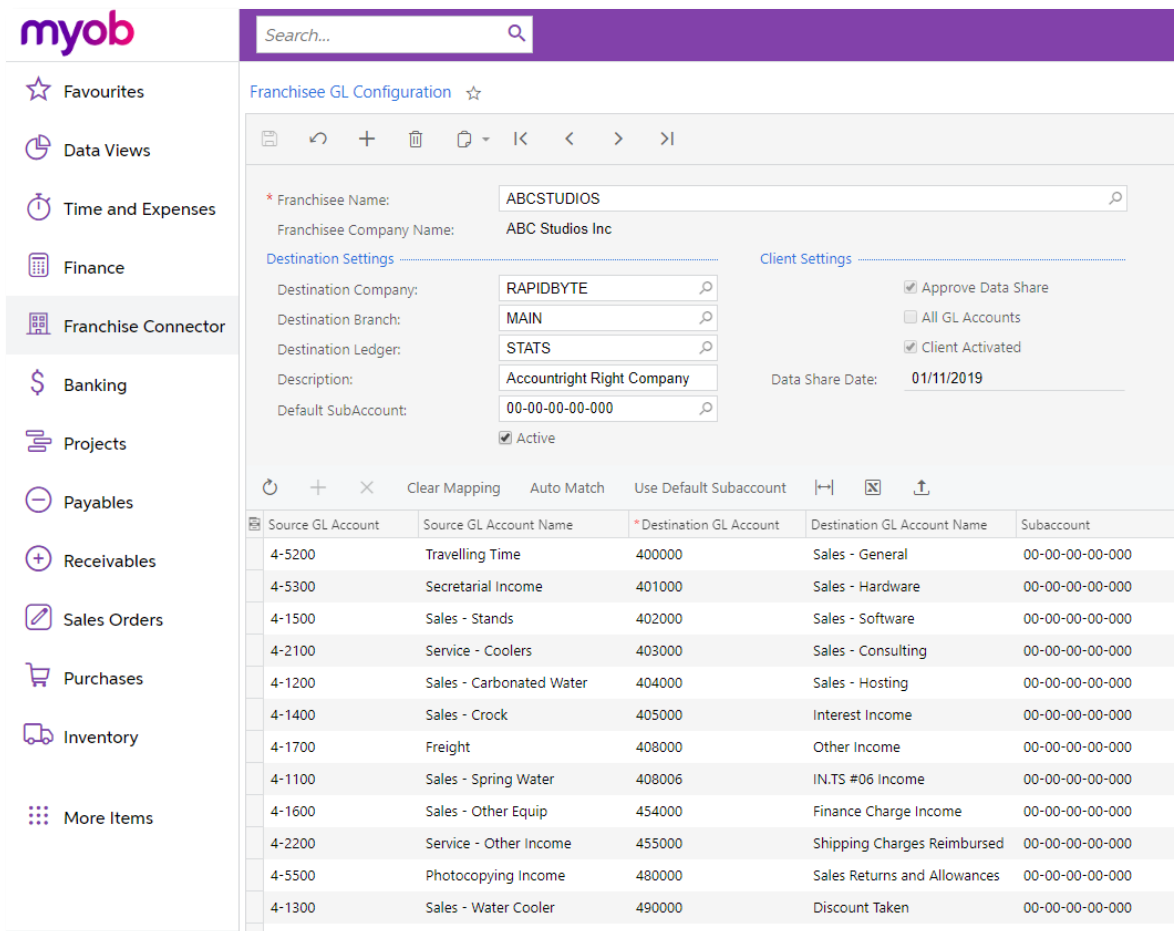 myob
Search...
Favourites
Data Views
Time and Expenses
Finance
Franchise Connector
Banking
Projects
Payables
Receivables
Sales Orders
Purchases
Inventory
More Items
Franchisee GL Configuration
* Franchisee Name: ABCSTUDIOS
Franchisee Company Name: ABC Studios Inc
Destination Settings Client Settings
Destination Company: RAPIDBYTE Approve Data Share
Destination Branch: MAIN All GL Accounts
Destination Ledger: STATS Client Activated
Description: Accountright Right Company Data Share Date: 01/11/2019
Default SubAccount: 00-00-00-00-000
Active
Clear Mapping Auto Match Use Default Subaccount
Source GL Account Source GL Account Name * Destination GL Account Destination GL Account Name Subaccount
4-5200 Travelling Time 400000 Sales - General 00-00-00-00-000
4-5300 Secretarial Income 401000 Sales - Hardware 00-00-00-00-000
4-1500 Sales - Stands 402000 Sales - Software 00-00-00-00-000
4-2100 Service - Coolers 403000 Sales - Consulting 00-00-00-00-000
4-1200 Sales - Carbonated Water 404000 Sales - Hosting 00-00-00-00-000
4-1400 Sales - Crock 405000 Interest Income 00-00-00-00-000
4-1700 Freight 408000 Other Income 00-00-00-00-000
4-1100 Sales - Spring Water 408006 IN.TS #06 Income 00-00-00-00-000
4-1600 Sales - Other Equip 454000 Finance Charge Income 00-00-00-00-000
4-2200 Service - Other Income 455000 Shipping Charges Reimbursed 00-00-00-00-000
4-5500 Photocopying Income 480000 Sales Returns and Allowances 00-00-00-00-000
4-1300 Sales - Water Cooler 490000 Discount Taken 00-00-00-00-000